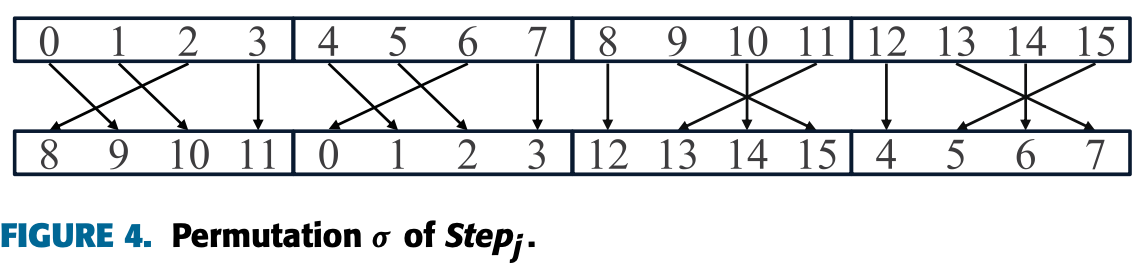 0 1 2 3 4 5 6 7 8 9 10 11 12 13 14 15
8 9 10 11 0 1 2 3 12 13 14 15 4 5 6 7
FIGURE 4. Permutation σ of Stepj.